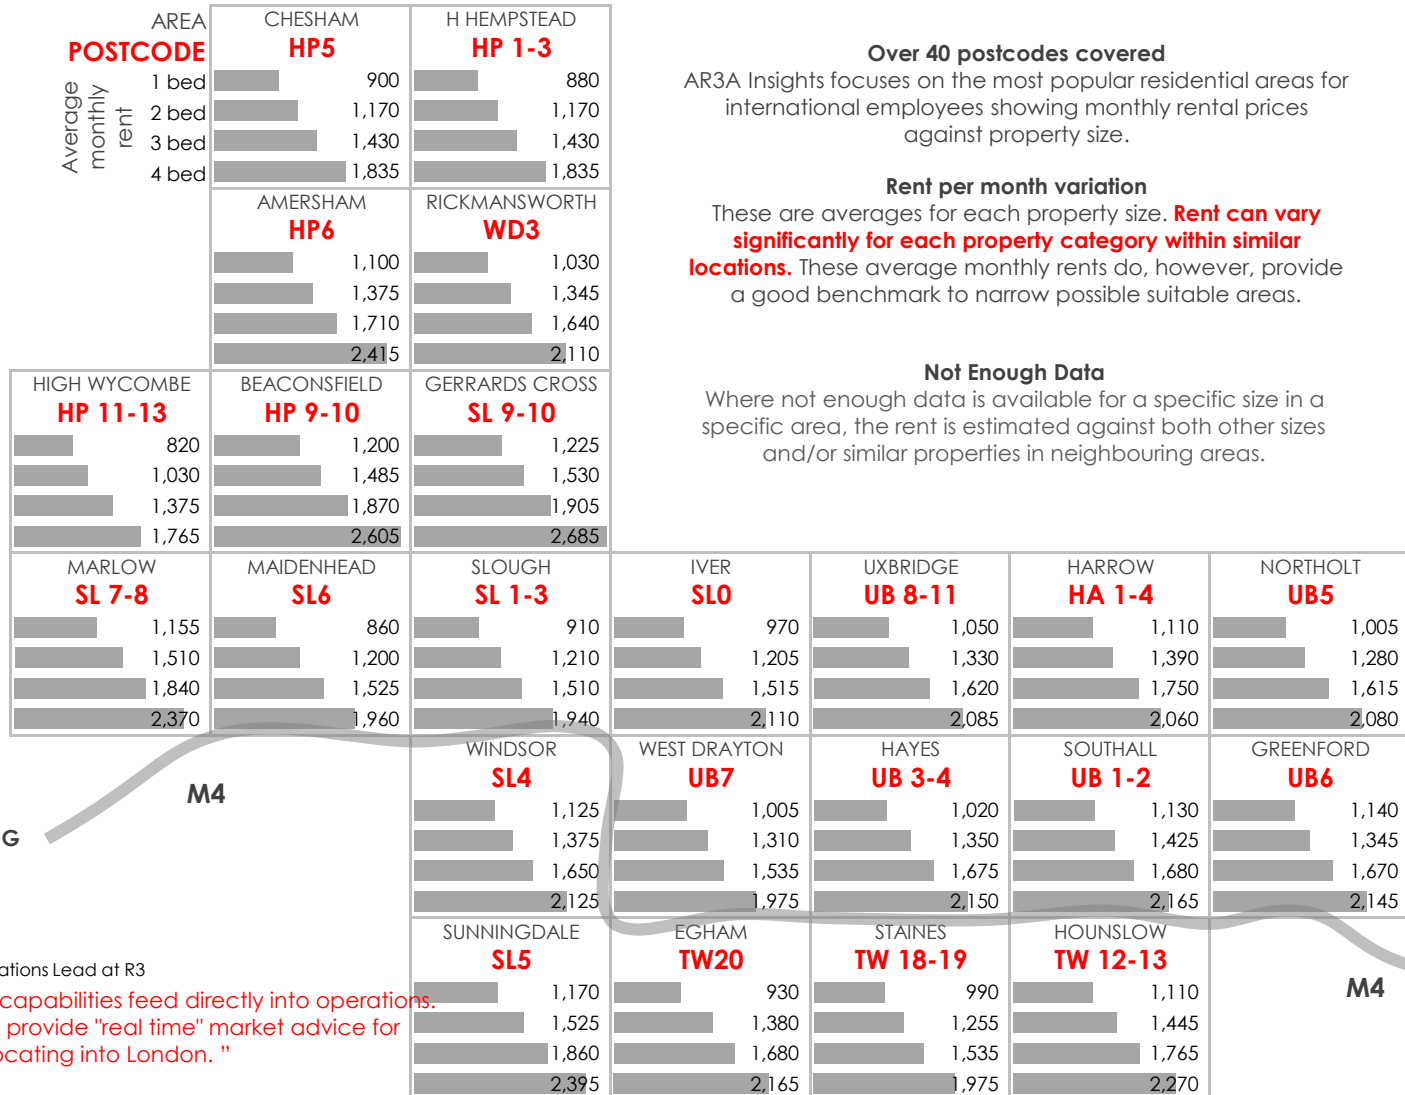 AREA
POSTCODE
Average
monthly
rent
1 bed
2 bed
3 bed
4 bed
CHESHAM
HP5
900
1,170
1,430
1,835
H HEMPSTEAD
HP 1-3
880
1,170
1,430
1,835
Over 40 postcodes covered
AR3A Insights focuses on the most popular residential areas for
international employees showing monthly rental prices
against property size.
Rent per month variation
These are averages for each property size. Rent can vary
significantly for each property category within similar
locations. These average monthly rents do, however, provide
a good benchmark to narrow possible suitable areas.
Not Enough Data
Where not enough data is available for a specific size in a
specific area, the rent is estimated against both other sizes
and/or similar properties in neighbouring areas.
AMERSHAM
HP6
1,100
1,375
1,710
2,415
RICKMANSWORTH
WD3
1,030
1,345
1,640
2,110
HIGH WYCOMBE
HP 11-13
820
1,030
1,375
1,765
BEACONSFIELD
HP 9-10
1,200
1,485
1,870
2,605
GERRARDS CROSS
SL 9-10
1,225
1,530
1,905
2,685
MARLOW
SL 7-8
1,155
1,510
1,840
2,370
MAIDENHEAD
SL6
860
1,200
1,525
1,960
SLOUGH
SL 1-3
910
1,210
1,510
1,940
IVER
SL0
970
1,205
1,515
2,110
UXBRIDGE
UB 8-11
1,050
1,330
1,620
2,085
HARROW
HA 1-4
1,110
1,390
1,750
2,060
NORTHOLT
UB5
1,005
1,280
1,615
2,080
M4
G
WINDSOR
SL4
1,125
1,375
1,650
2,125
WEST DRAYTON
UB7
1,005
1,310
1,535
1,975
HAYES
UB 3-4
1,020
1,350
1,675
2,150
SOUTHALL
UB 1-2
1,130
1,425
1,680
2,165
GREENFORD
UB6
1,140
1,345
1,670
2,145
ations Lead at R3
capabilities feed directly into operations.
provide "real time" market advice for
ocating into London. ”
SUNNINGDALE
SL5
1,170
1,525
1,860
2,395
EGHAM
TW20
930
1,380
1,680
2,165
STAINES
TW 18-19
990
1,255
1,535
1,975
HOUNSLOW
TW 12-13
1,110
1,445
1,765
2,270
M4